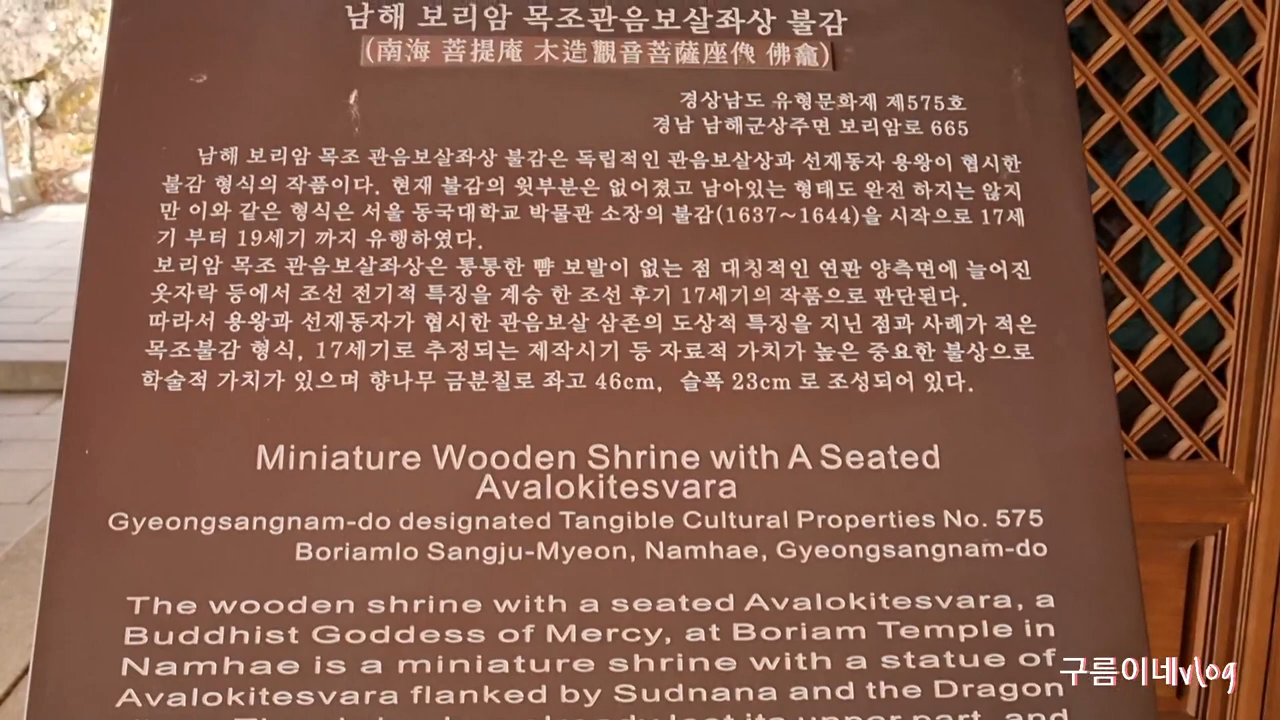 남해 보리암 목조관음보살좌상 불감
(南海 菩提庵 木造觀音菩薩座像 佛龕)
경상남도 유형문화재 제575호
경남 남해군상주면 보리암로 665
남해 보리암 목조 관음보살좌상 불감은 독립적인 관음보살상과 선재동자 용왕이 협시한
불감 형식의 작품이다. 현재 불감의 윗부분은 없어졌고 남아있는 형태도 완전 하지는 않지
만 이와 같은 형식은 서울 동국대학교 박물관 소장의 불감(1637~1644)을 시작으로 17세
기 부터 19세기 까지 유행하였다.
보리암 목조 관음보살좌상은 통통한 뺨 보발이 없는 점 대칭적인 연판 양측면에 늘어진
옷자락 등에서 조선 전기적 특징을 계승 한 조선 후기 17세기의 작품으로 판단된다.
따라서 용왕과 선재동자가 협시한 관음보살 삼존의 도상적 특징을 지닌 점과 사례가 적은
목조불감 형식, 17세기로 추정되는 제작시기 등 자료적 가치가 높은 중요한 불상으로
학술적 가치가 있으며 향나무 금분칠로 좌고 46cm, 슬폭 23cm 로 조성되어 있다.
Miniature Wooden Shrine with A Seated
Avalokitesvara
Gyeongsangnam-do designated Tangible Cultural Properties No. 575
Boriamlo Sangju-Myeon, Namhae, Gyeongsangnam-do
The wooden shrine with a seated Avalokitesvara, a
Buddhist Goddess of Mercy, at Boriam Temple in
Namhae is a miniature shrine with a statue of
Avalokitesvara flanked by Sudnana and the Dragon
구름이네vlog